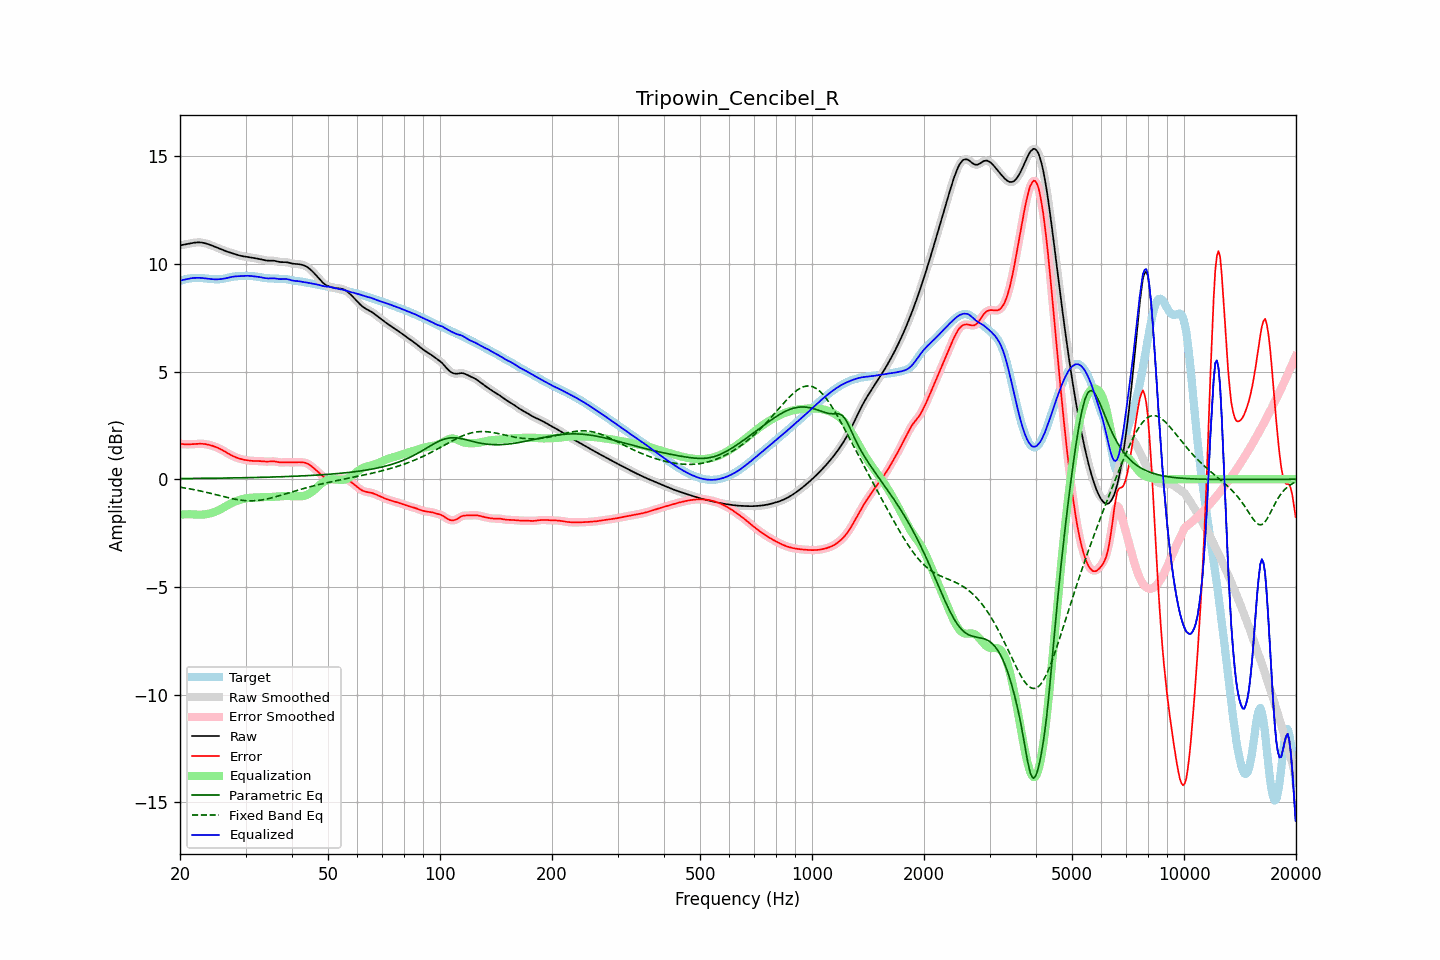 Tripowin_Cencibel_R
Amplitude (dBr)
15
10
5
0
−5
−10
−15
Target
Raw Smoothed
Error Smoothed
Raw
Error
Equalization
Parametric Eq
Fixed Band Eq
Equalized
20 50 100 200 500 1000 2000 5000 10000 20000
Frequency (Hz)